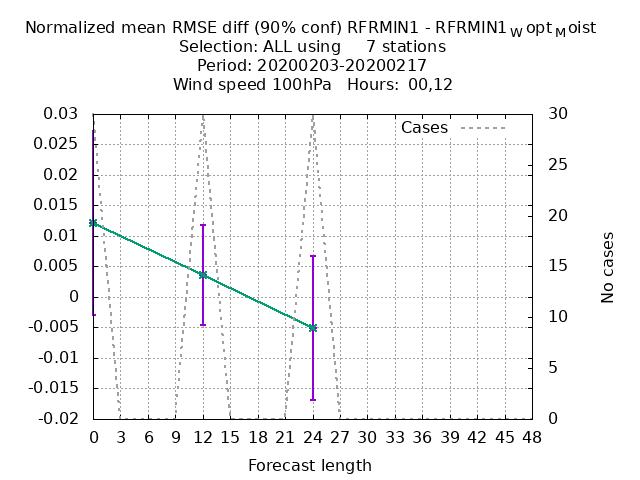 Normalized mean RMSE diff (90% conf) RFRMIN1 - RFRMIN1WoptMoist
Selection: ALL using 7 stations
Period: 20200203-20200217
Wind speed 100hPa Hours: 00,12
Cases
0.03
0.025
0.02
0.015
0.01
0.005
0
-0.005
-0.01
-0.015
-0.02
30
25
20
15
10
5
0
No cases
0 3 6 9 12 15 18 21 24 27 30 33 36 39 42 45 48
Forecast length